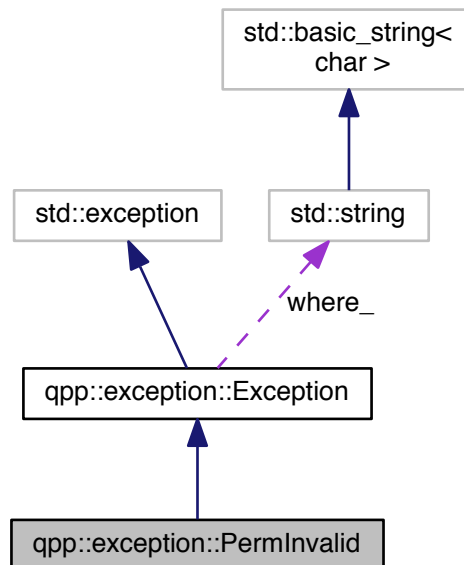 std::basic_string<
char >
std::exception
std::string
where_
qpp::exception::Exception
qpp::exception::PermInvalid